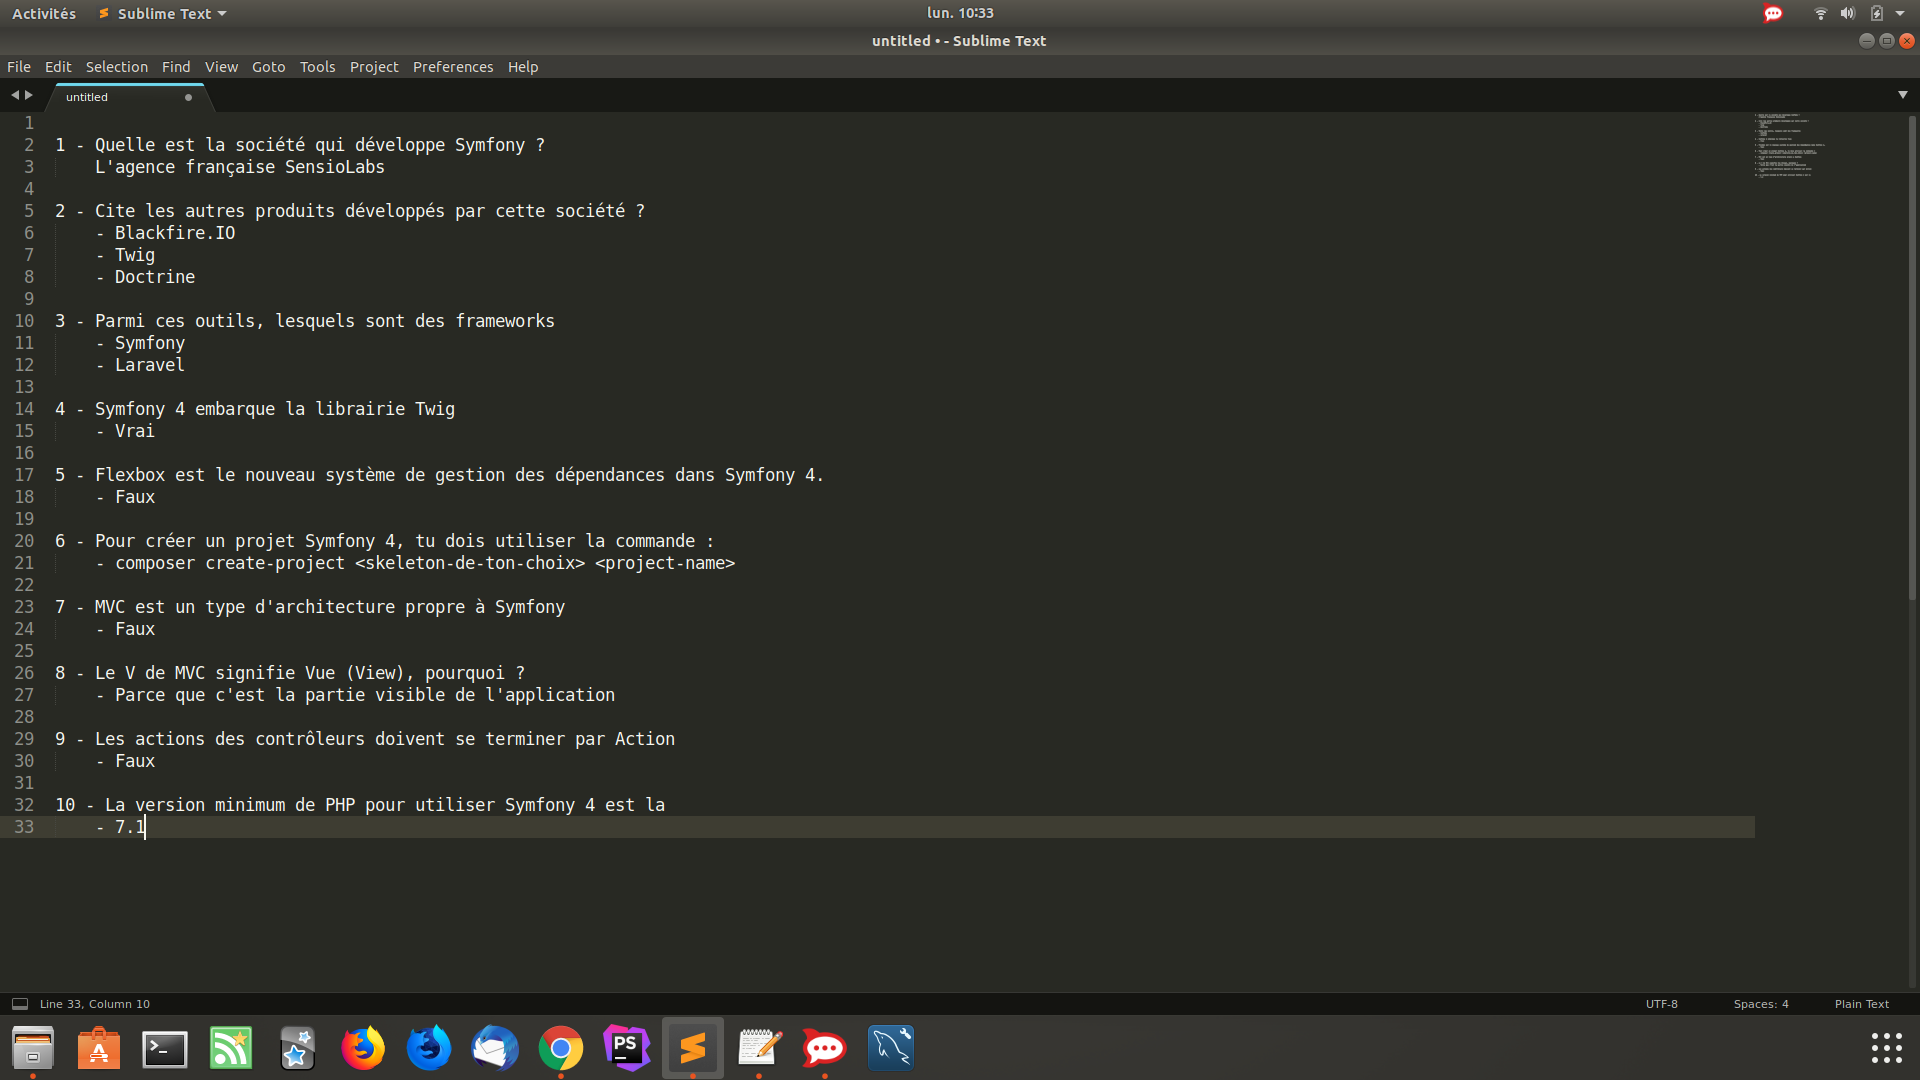 Activités Sublime Text lun. 10:33
untitled • - Sublime Text
File Edit Selection Find View Goto Tools Project Preferences Help
untitled
1
2 1 - Quelle est la société qui développe Symfony ?
3 L'agence française SensioLabs
4
5 2 - Cite les autres produits développés par cette société ?
6 - Blackfire.IO
7 - Twig
8 - Doctrine
9
10 3 - Parmi ces outils, lesquels sont des frameworks
11 - Symfony
12 - Laravel
13
14 4 - Symfony 4 embarque la librairie Twig
15 - Vrai
16
17 5 - Flexbox est le nouveau système de gestion des dépendances dans Symfony 4.
18 - Faux
19
20 6 - Pour créer un projet Symfony 4, tu dois utiliser la commande :
21 - composer create-project <skeleton-de-ton-choix> <project-name>
22
23 7 - MVC est un type d'architecture propre à Symfony
24 - Faux
25
26 8 - Le V de MVC signifie Vue (View), pourquoi ?
27 - Parce que c'est la partie visible de l'application
28
29 9 - Les actions des contrôleurs doivent se terminer par Action
30 - Faux
31
32 10 - La version minimum de PHP pour utiliser Symfony 4 est la
33 - 7.1
Line 33, Column 10 UTF-8 Spaces: 4 Plain Text
PS